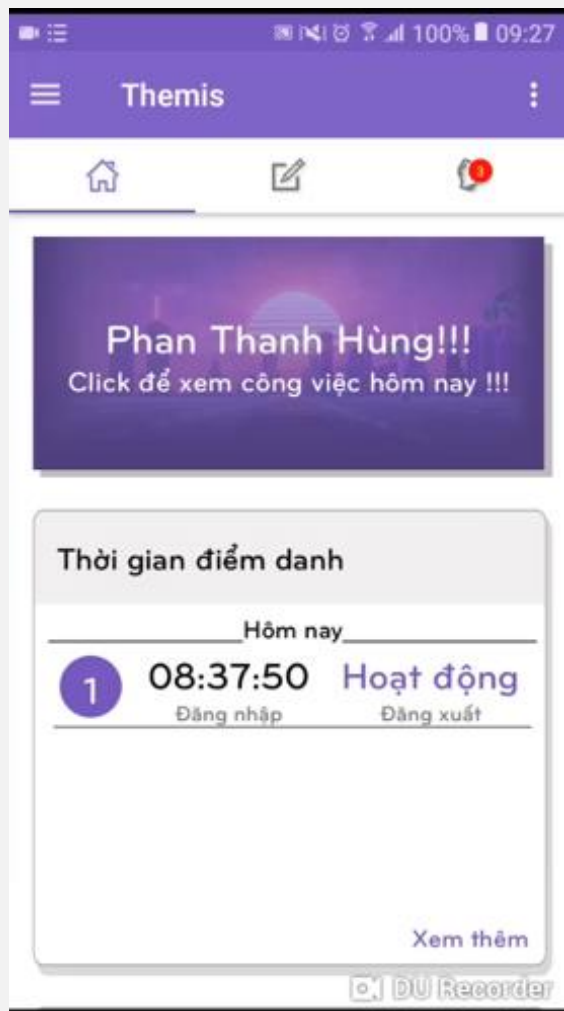 100% 09:27
Themis
3
Phan Thanh Hùng!!!
Click để xem công việc hôm nay !!!
Thời gian điểm danh
Hôm nay
1 08:37:50 Hoạt động
Đăng nhập Đăng xuất
Xem thêm
DU Recorder